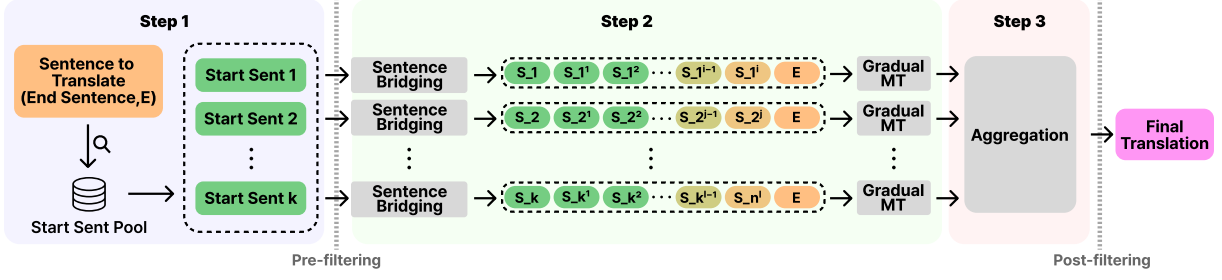 Step 1
Step 2
Step 3
Sentence to
Translate
(End Sentence,E)
Start Sent Pool
Start Sent 1
Start Sent 2
⋮
Start Sent k
Sentence
Bridging
S_1 S_1¹ S_1² ··· S_1ⁱ⁻¹ S_1ⁱ E
Gradual
MT
Sentence
Bridging
S_2 S_2¹ S_2² ··· S_2ʲ⁻¹ S_2ʲ E
Gradual
MT
⋮ ⋮ ⋮
Sentence
Bridging
S_k S_k¹ S_k² ··· S_kˡ⁻¹ S_nˡ E
Gradual
MT
Aggregation
Final
Translation
Pre-filtering
Post-filtering